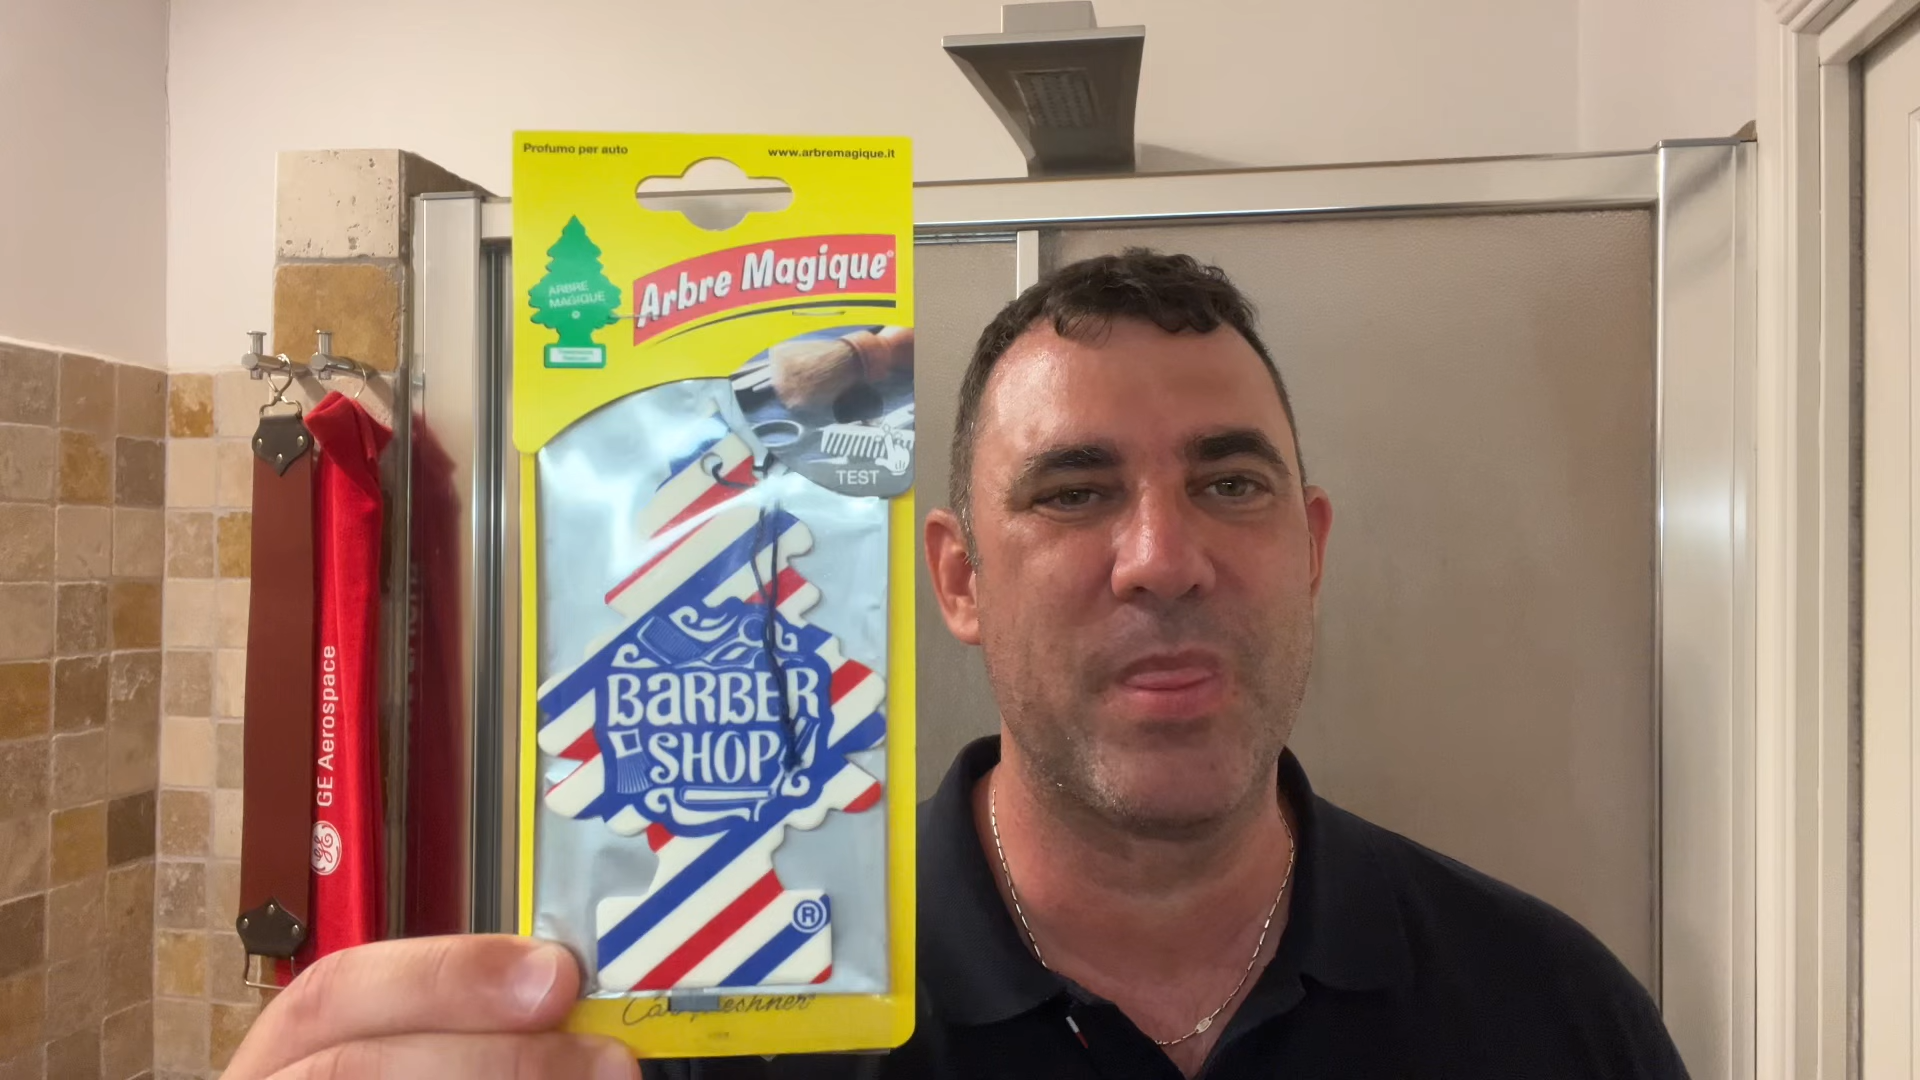 Profumo per auto
www.arbremagique.it
ARBRE
MAGIQUE
Arbre Magique®
TEST
BARBER
SHOP
®
GE Aerospace